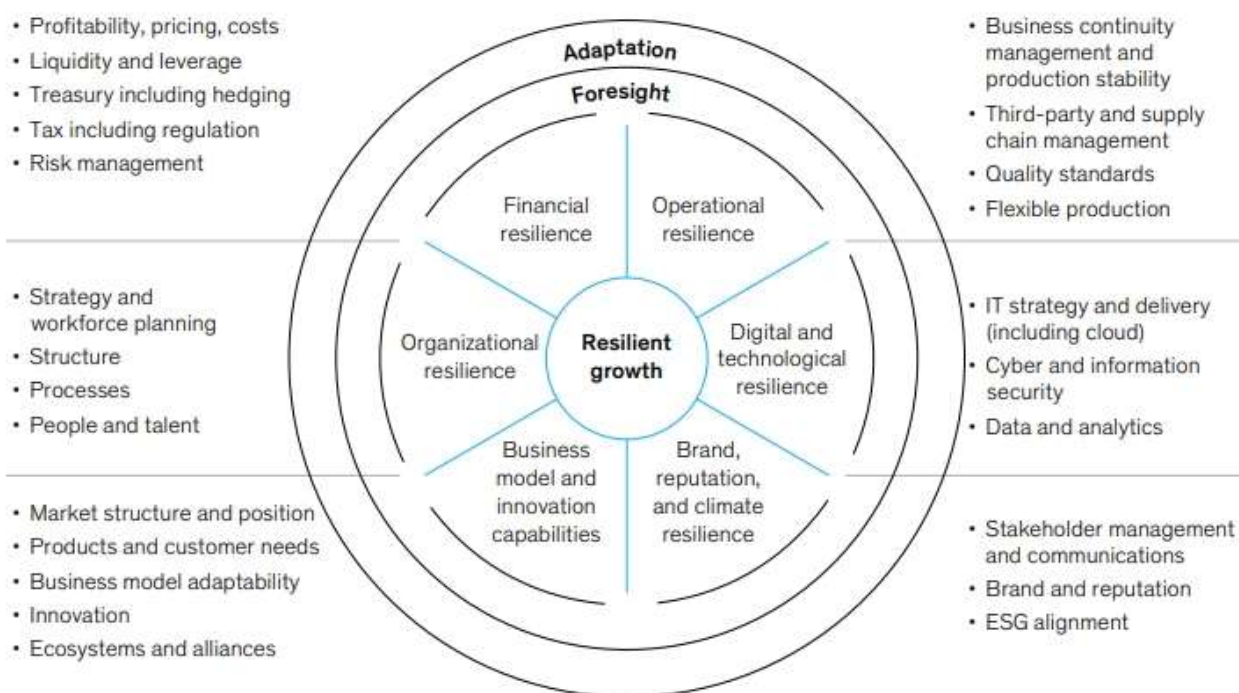 • Profitability, pricing, costs
• Liquidity and leverage
• Treasury including hedging
• Tax including regulation
• Risk management
Adaptation
Foresight
• Business continuity
management and
production stability
• Third-party and supply
chain management
• Quality standards
• Flexible production
Financial
resilience
Operational
resilience
• Strategy and
workforce planning
• Structure
• Processes
• People and talent
Organizational
resilience
Resilient
growth
Digital and
technological
resilience
• IT strategy and delivery
(including cloud)
• Cyber and information
security
• Data and analytics
Business
model and
innovation
capabilities
Brand,
reputation,
and climate
resilience
• Market structure and position
• Products and customer needs
• Business model adaptability
• Innovation
• Ecosystems and alliances
• Stakeholder management
and communications
• Brand and reputation
• ESG alignment